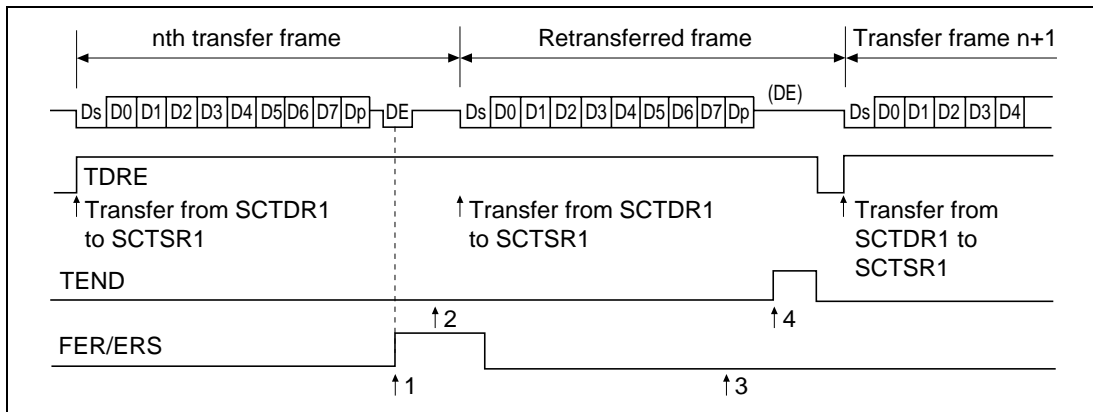 nth transfer frame Retransferred frame Transfer frame n+1
(DE)
Ds D0 D1 D2 D3 D4 D5 D6 D7 Dp DE Ds D0 D1 D2 D3 D4 D5 D6 D7 Dp Ds D0 D1 D2 D3 D4
TDRE
Transfer from SCTDR1
to SCTSR1
Transfer from SCTDR1
to SCTSR1
Transfer from
SCTDR1 to
SCTSR1
TEND
2 4
FER/ERS
1 3